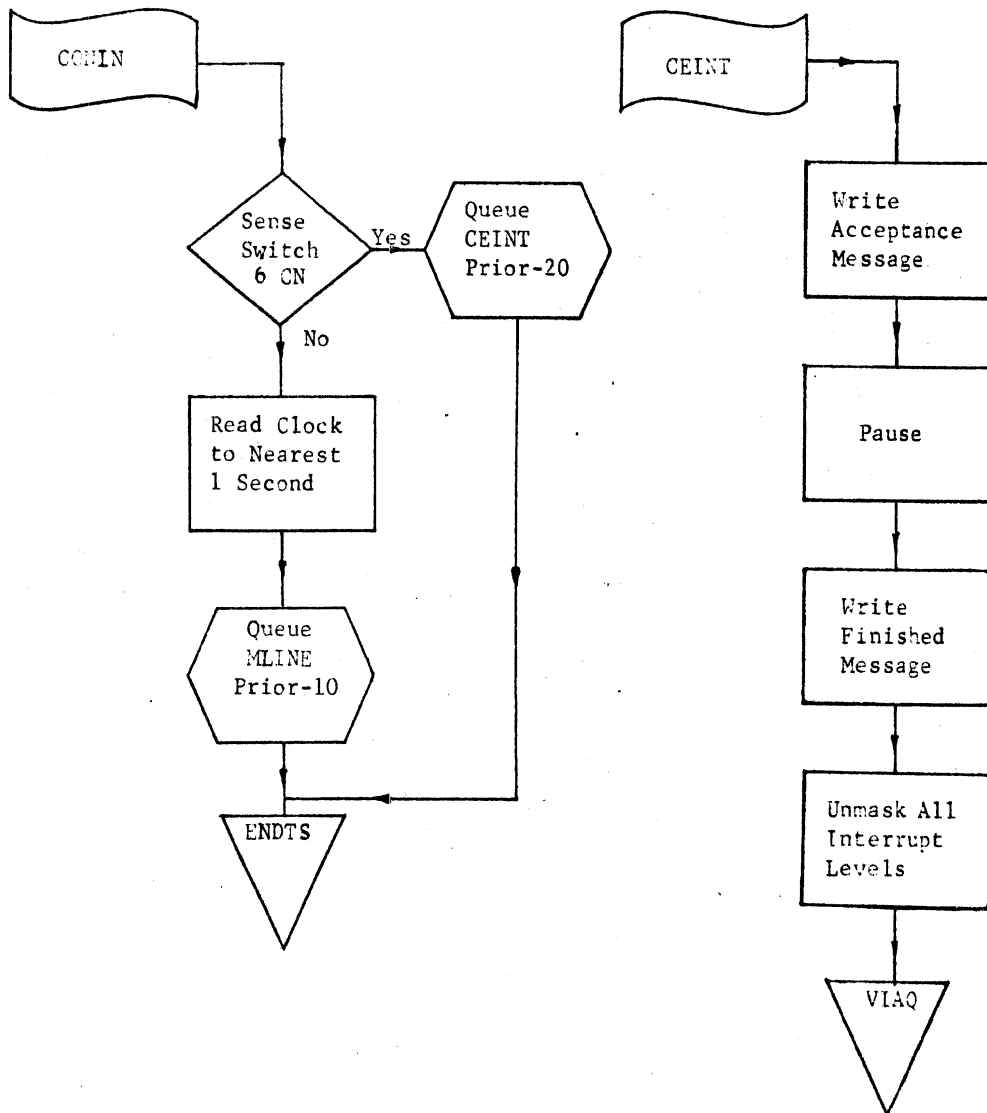 CONIN
Sense
Switch
6 ON
Yes
No
Queue
CEINT
Prior-20
Read Clock
to Nearest
1 Second
Queue
MLINE
Prior-10
ENDTS
CEINT
Write
Acceptance
Message
Pause
Write
Finished
Message
Unmask All
Interrupt
Levels
VIAQ